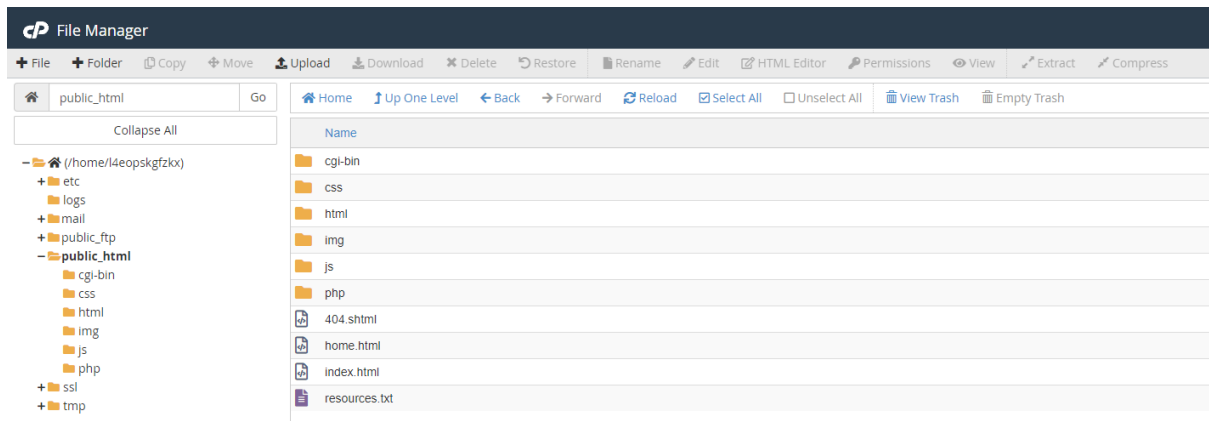 cP File Manager
+ File + Folder Copy Move Upload Download Delete Restore Rename Edit HTML Editor Permissions View Extract Compress
public_html Go
Home Up One Level Back Forward Reload Select All Unselect All View Trash Empty Trash
Collapse All
Name
(/home/l4eopskgfzkx)
etc
logs
mail
public_ftp
public_html
cgi-bin
css
html
img
js
php
ssl
tmp
cgi-bin
css
html
img
js
php
404.shtml
home.html
index.html
resources.txt